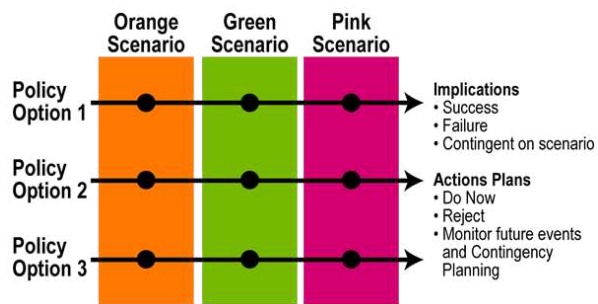 Orange
Scenario
Green
Scenario
Pink
Scenario
Policy
Option 1
Policy
Option 2
Policy
Option 3
Implications
• Success
• Failure
• Contingent on scenario
Actions Plans
• Do Now
• Reject
• Monitor future events
and Contingency
Planning